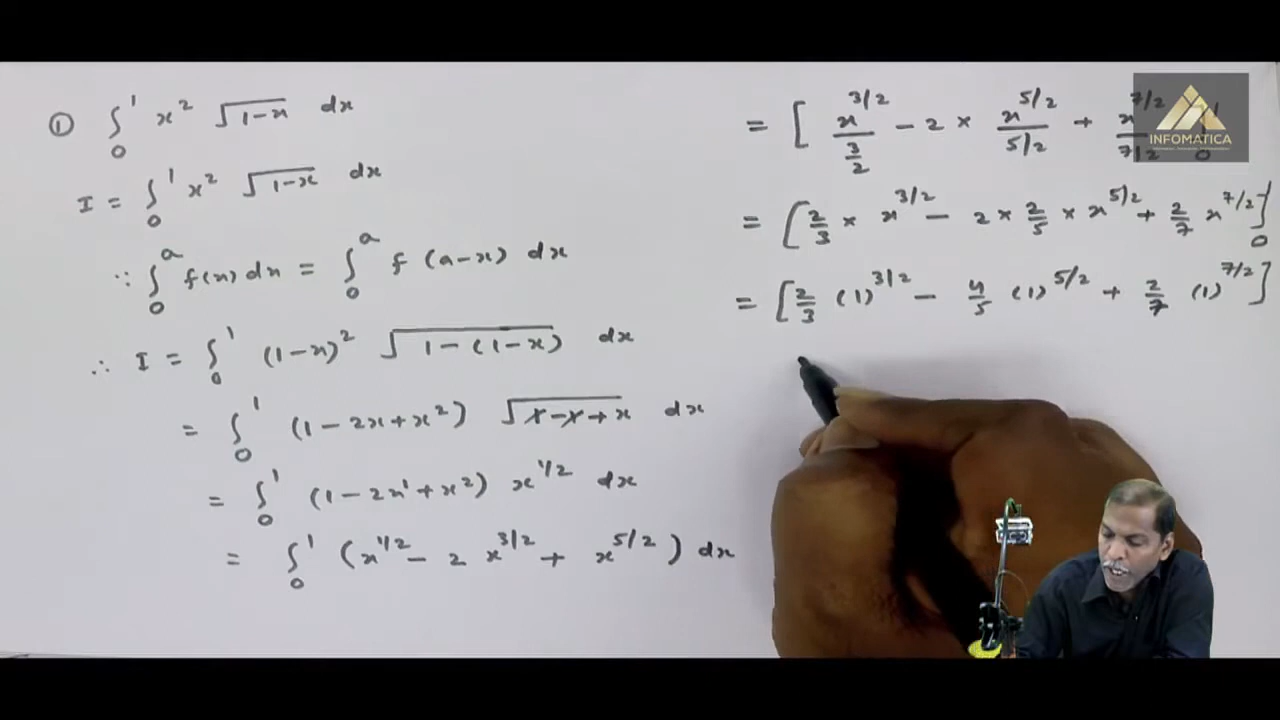 ① ∫₀¹ x² √(1-x) dx
I = ∫₀¹ x² √(1-x) dx
∵ ∫₀ᵃ f(x) dx = ∫₀ᵃ f (a-x) dx
∴ I = ∫₀¹ (1-x)² √(1-(1-x)) dx
= ∫₀¹ (1-2x+x²) √(1-1+x) dx
= ∫₀¹ (1-2x¹+x²) x^1/2 dx
= ∫₀¹ (x^1/2 - 2 x^3/2 + x^5/2) dx
= [ x^3/2 / 3/2 - 2 × x^5/2 / 5/2 + x^7/2 / 7/2 ]₀¹
= [ 2/3 × x^3/2 - 2 × 2/5 × x^5/2 + 2/7 x^7/2 ]₀¹
= [ 2/3 (1)^3/2 - 4/5 (1)^5/2 + 2/7 (1)^7/2 ]
INFOMATICA